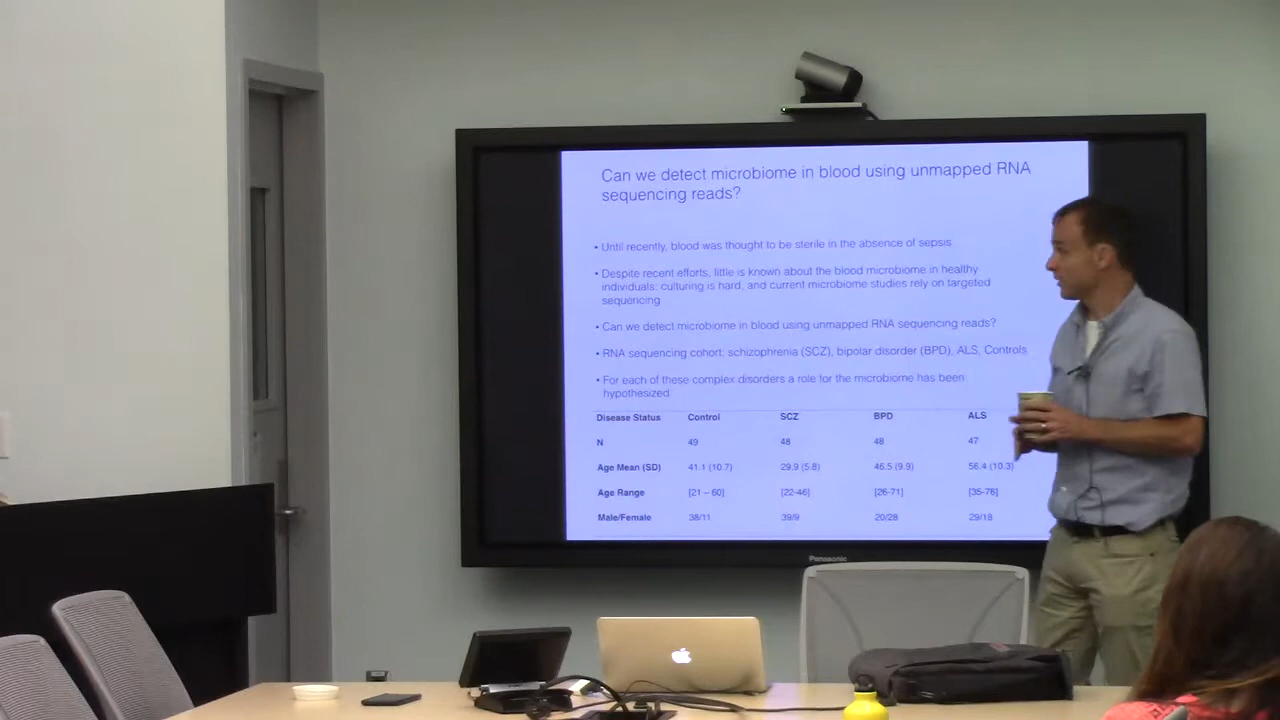 Can we detect microbiome in blood using unmapped RNA
sequencing reads?
• Until recently, blood was thought to be sterile in the absence of sepsis
• Despite recent efforts, little is known about the blood microbiome in healthy
individuals: culturing is hard, and current microbiome studies rely on targeted
sequencing
• Can we detect microbiome in blood using unmapped RNA sequencing reads?
• RNA sequencing cohort: schizophrenia (SCZ), bipolar disorder (BPD), ALS, Controls
• For each of these complex disorders a role for the microbiome has been
hypothesized
Disease Status Control SCZ BPD ALS
N 49 48 48 47
Age Mean (SD) 41.1 (10.7) 29.9 (5.8) 46.5 (9.9) 56.4 (10.3)
Age Range [21 – 60] [22-46] [26-71] [35-76]
Male/Female 38/11 39/9 20/28 29/18
Panasonic